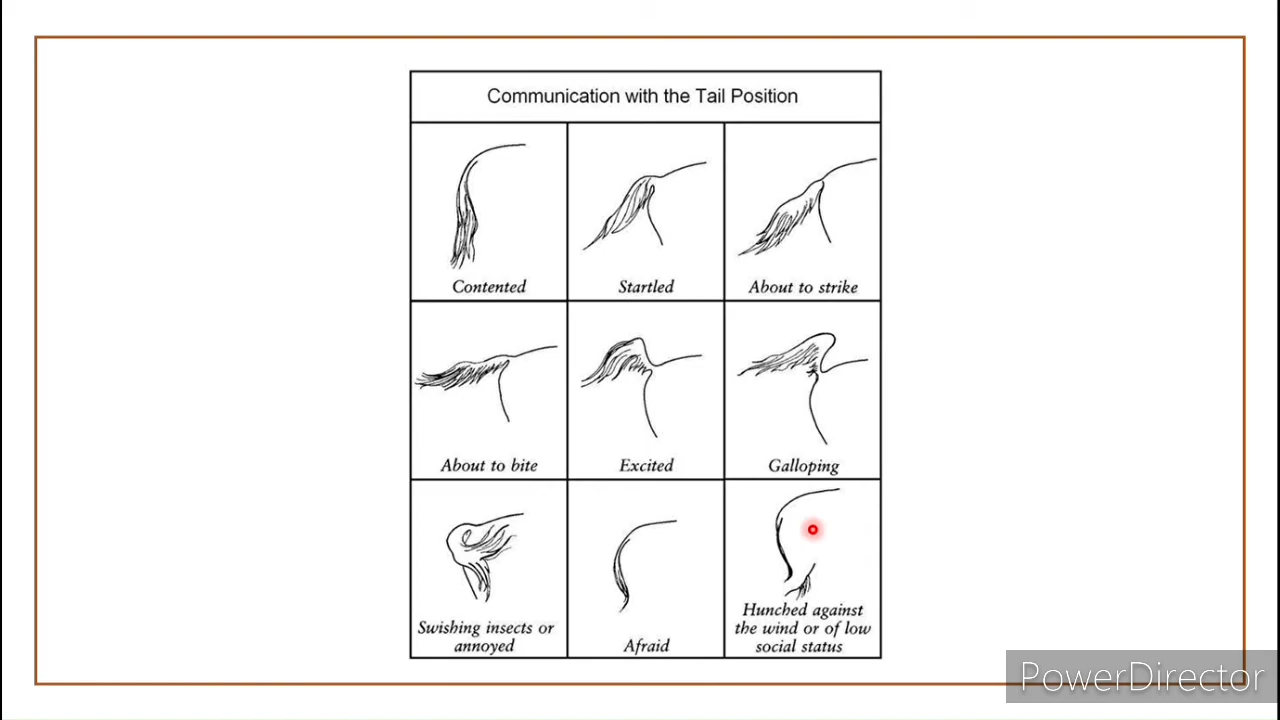 Communication with the Tail Position
Contented
Startled
About to strike
About to bite
Excited
Galloping
Swishing insects or
annoyed
Afraid
Hunched against
the wind or of low
social status
PowerDirector